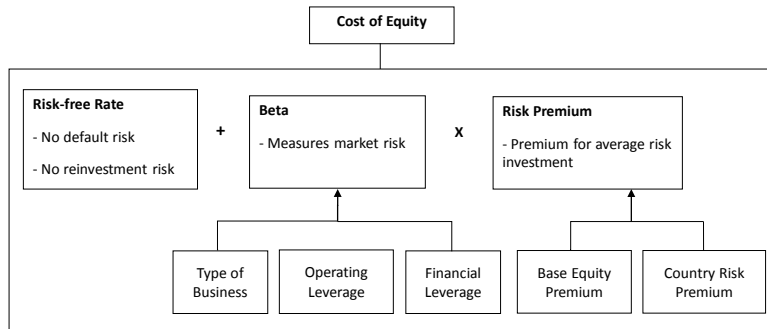 Cost of Equity
Risk-free Rate
- No default risk
- No reinvestment risk
+
Beta
- Measures market risk
X
Risk Premium
- Premium for average risk
investment
Type of
Business
Operating
Leverage
Financial
Leverage
Base Equity
Premium
Country Risk
Premium